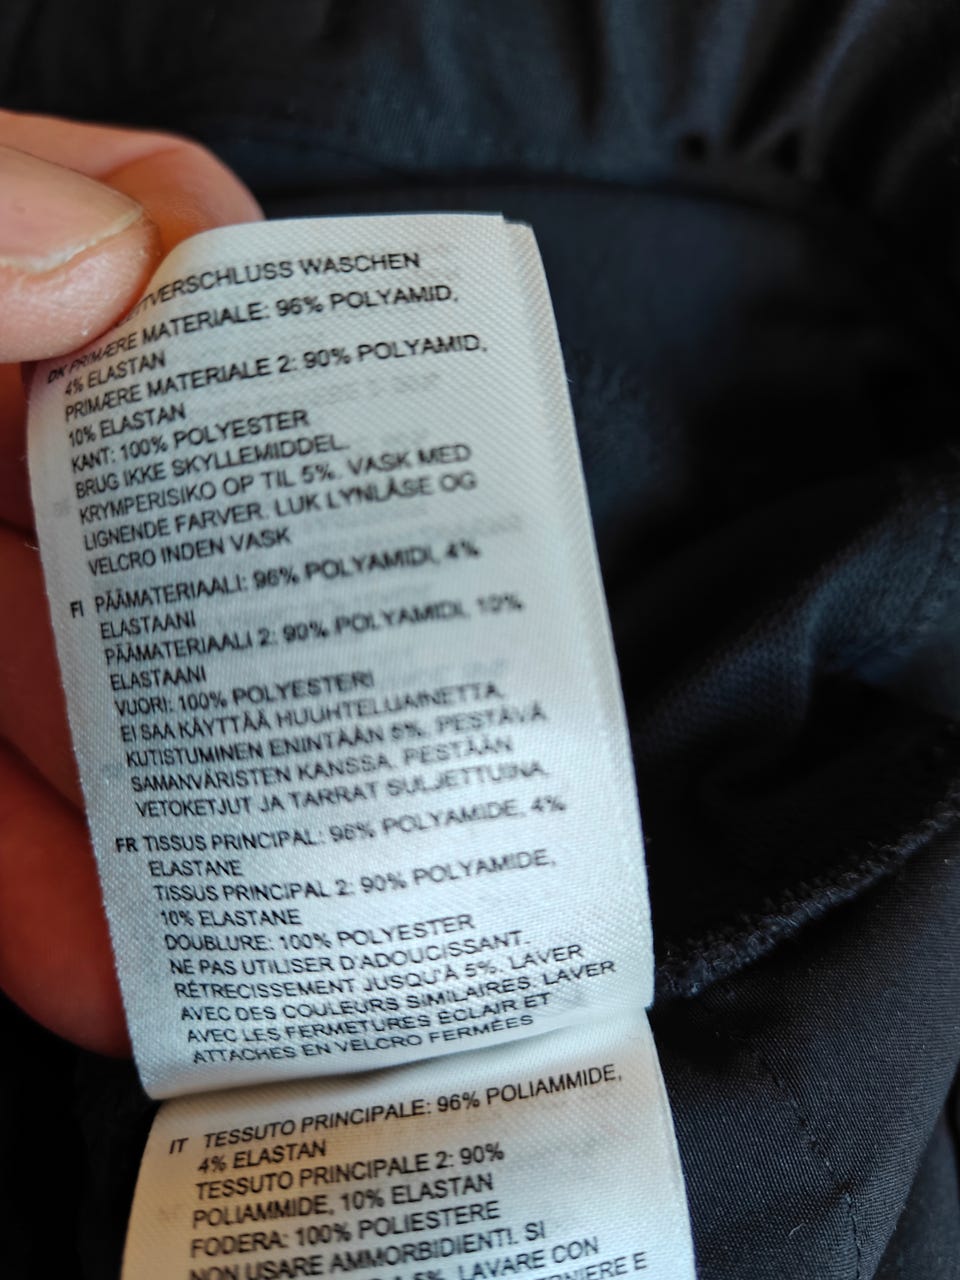 VERSCHLUSS WASCHEN
DK PRIMÆRE MATERIALE: 96% POLYAMID,
4% ELASTAN
PRIMÆRE MATERIALE 2: 90% POLYAMID,
10% ELASTAN
KANT: 100% POLYESTER
BRUG IKKE SKYLLEMIDDEL.
KRYMPERISIKO OP TIL 5%. VASK MED
LIGNENDE FARVER. LUK LYNLÅSE OG
VELCRO INDEN VASK
FI PÄÄMATERIAALI: 96% POLYAMIDI, 4%
ELASTAANI
PÄÄMATERIAALI 2: 90% POLYAMIDI, 10%
ELASTAANI
VUORI: 100% POLYESTERI
EI SAA KÄYTTÄÄ HUUHTELUAINETTA.
KUTISTUMINEN ENINTÄÄN 5%. PESTÄVÄ
SAMANVÄRISTEN KANSSA. PESTÄÄN
VETOKETJUT JA TARRAT SULJETTUINA.
FR TISSUS PRINCIPAL: 96% POLYAMIDE, 4%
ELASTANE
TISSUS PRINCIPAL 2: 90% POLYAMIDE,
10% ELASTANE
DOUBLURE: 100% POLYESTER
NE PAS UTILISER D'ADOUCISSANT.
RÉTRECISSEMENT JUSQU'À 5%. LAVER
AVEC DES COULEURS SIMILAIRES. LAVER
AVEC LES FERMETURES ÉCLAIR ET
ATTACHES EN VELCRO FERMÉES
IT TESSUTO PRINCIPALE: 96% POLIAMMIDE,
4% ELASTAN
TESSUTO PRINCIPALE 2: 90%
POLIAMMIDE, 10% ELASTAN
FODERA: 100% POLIESTERE
NON USARE AMMORBIDENTI. SI
5%. LAVARE CON
E